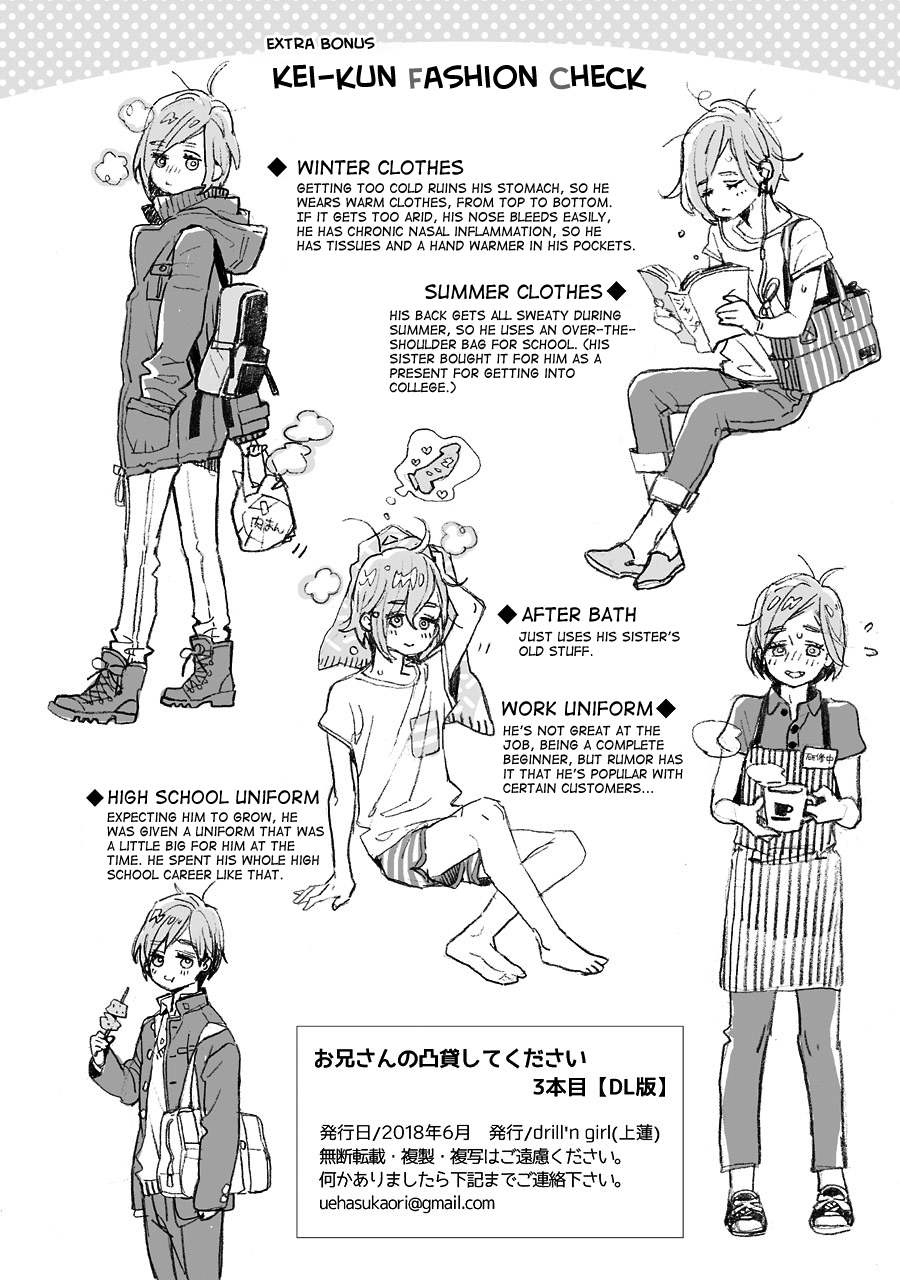 EXTRA BONUS
KEI-KUN FASHION CHECK
◆ WINTER CLOTHES
GETTING TOO COLD RUINS HIS STOMACH, SO HE
WEARS WARM CLOTHES, FROM TOP TO BOTTOM.
IF IT GETS TOO ARID, HIS NOSE BLEEDS EASILY,
HE HAS CHRONIC NASAL INFLAMMATION, SO HE
HAS TISSUES AND A HAND WARMER IN HIS POCKETS.
SUMMER CLOTHES ◆
HIS BACK GETS ALL SWEATY DURING
SUMMER, SO HE USES AN OVER-THE-
SHOULDER BAG FOR SCHOOL. (HIS
SISTER BOUGHT IT FOR HIM AS A
PRESENT FOR GETTING INTO
COLLEGE.)
肉まん
◆ AFTER BATH
JUST USES HIS SISTER'S
OLD STUFF.
WORK UNIFORM ◆
HE'S NOT GREAT AT THE
JOB, BEING A COMPLETE
BEGINNER, BUT RUMOR HAS
IT THAT HE'S POPULAR WITH
CERTAIN CUSTOMERS...
研修中
◆ HIGH SCHOOL UNIFORM
EXPECTING HIM TO GROW, HE
WAS GIVEN A UNIFORM THAT WAS
A LITTLE BIG FOR HIM AT THE
TIME. HE SPENT HIS WHOLE HIGH
SCHOOL CAREER LIKE THAT.
お兄さんの凸貸してください
3本目【DL版】
発行日/2018年6月 発行/drill'n girl(上蓮)
無断転載・複製・複写はご遠慮ください。
何かありましたら下記までご連絡下さい。
uehasukaori@gmail.com